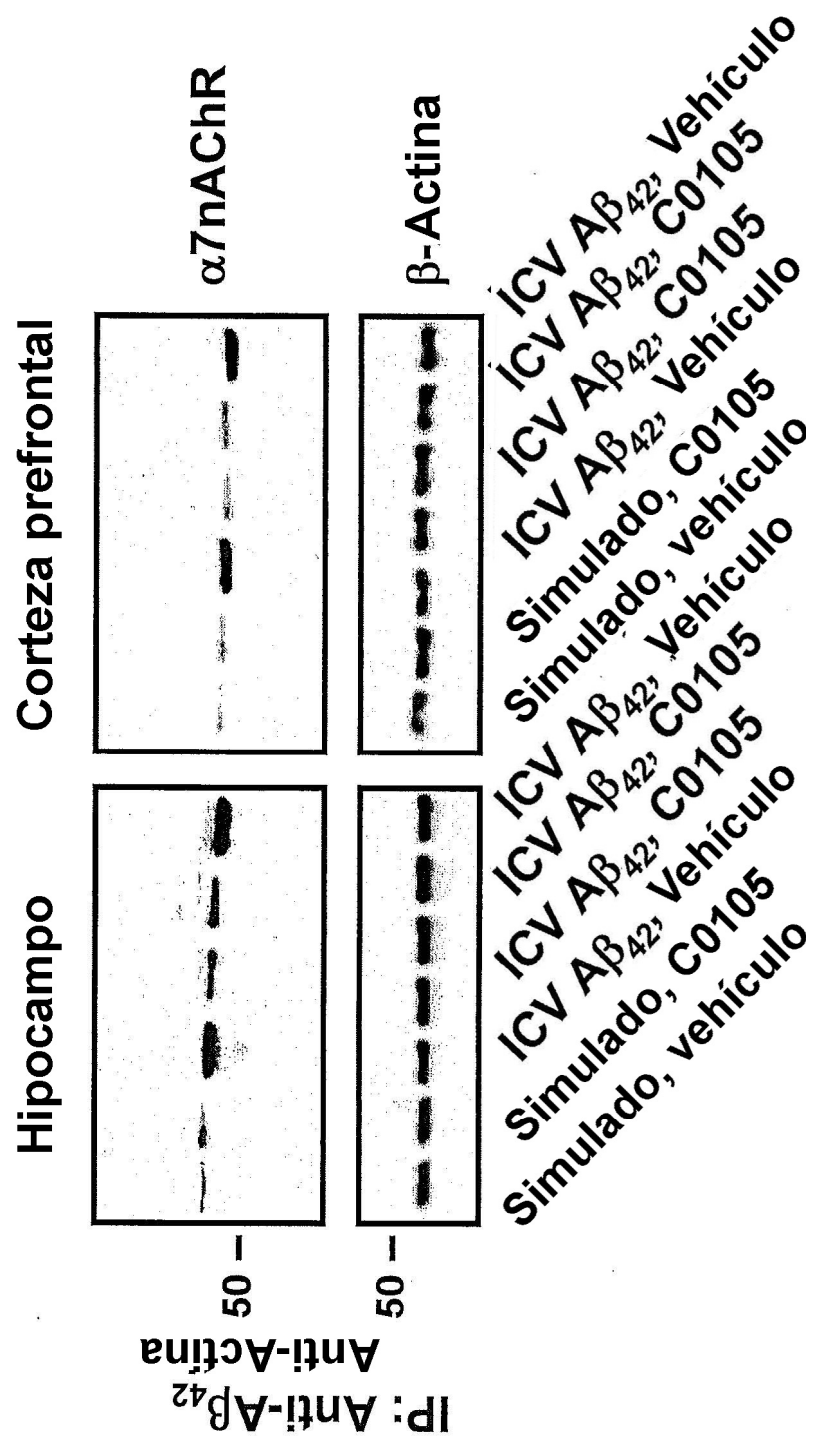 Hipocampo
Corteza prefrontal
α7nAChR
β-Actina
50 –
50 –
IP: Anti-Aβ42
Anti-Actina
Simulado, vehículo
Simulado, C0105
ICV Aβ42, Vehículo
ICV Aβ42, C0105
ICV Aβ42, C0105
ICV Aβ42, Vehículo
Simulado, vehículo
Simulado, C0105
ICV Aβ42, Vehículo
ICV Aβ42, C0105
ICV Aβ42, C0105
ICV Aβ42, Vehículo